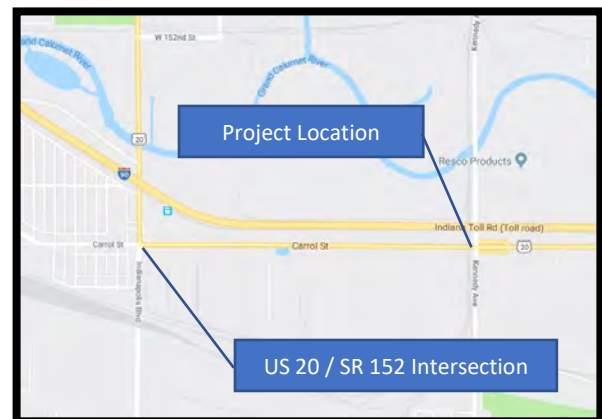 W 152nd St
Grand Calumet River
Kennedy Ave
Grand Calumet River
20
Project Location
Resco Products
90
Indiana Toll Rd (Toll road)
Carrol St
Carrol St
20
Indianapolis Blvd
Kennedy Ave
US 20 / SR 152 Intersection